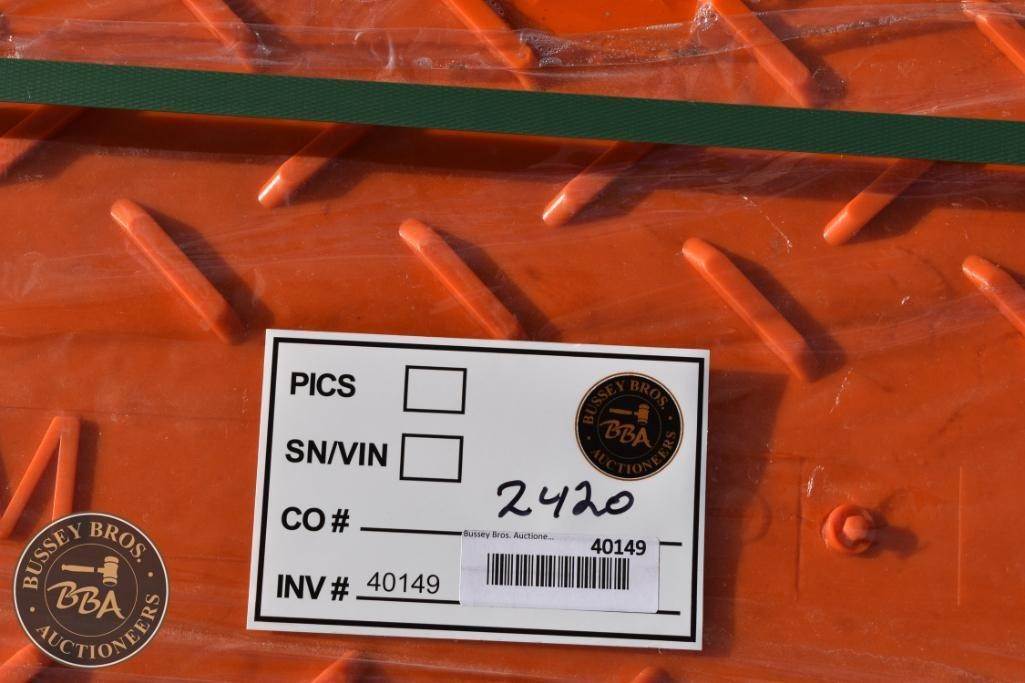 PICS
BUSSEY BROS.
BBA
AUCTIONEERS
SN/VIN
2420
CO #
Bussey Bros. Auctione...
40149
INV # 40149
BUSSEY BROS.
BBA
AUCTIONEERS